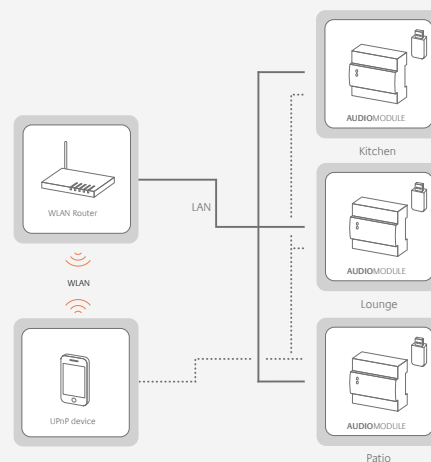 AUDIOMODULE
Kitchen
WLAN Router
LAN
WLAN
AUDIOMODULE
Lounge
UPnP device
AUDIOMODULE
Patio